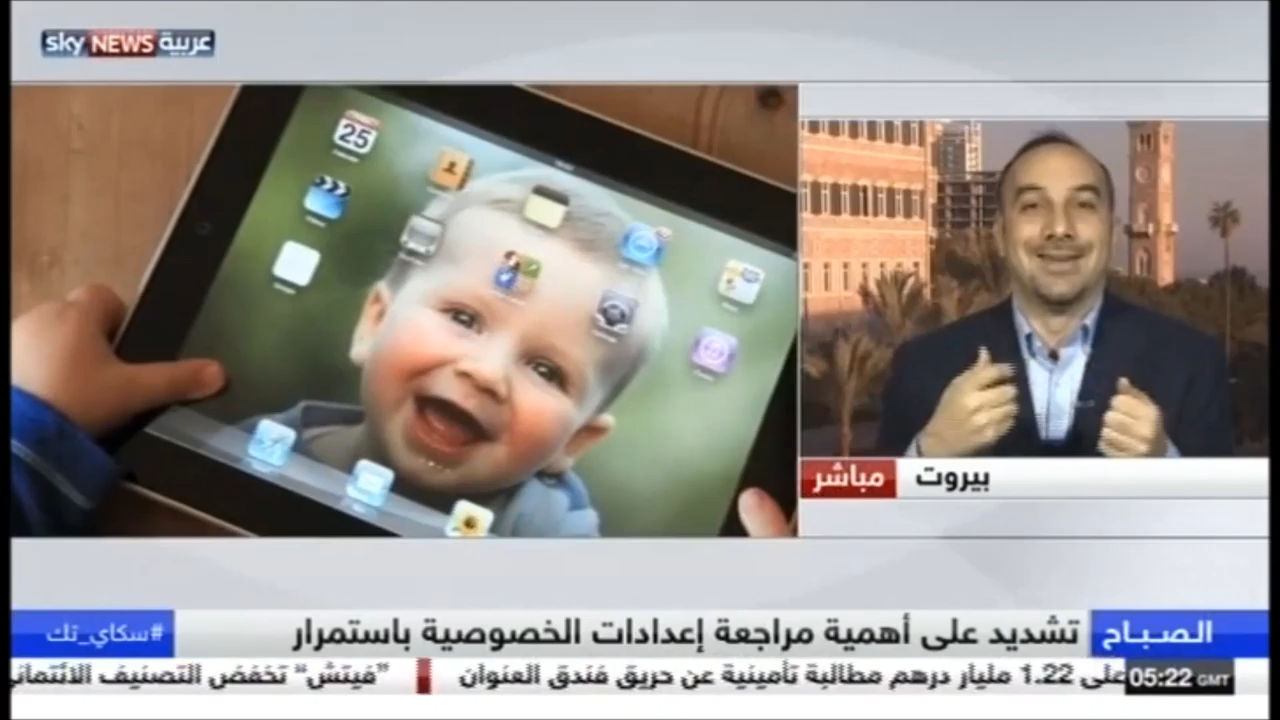 sky NEWS عربية
25
مباشر بيروت
الصباح تشديد على أهمية مراجعة إعدادات الخصوصية باستمرار #سكاي_تك
05:22 GMT على 1.22 مليار درهم مطالبة تأمينية عن حريق فندق العنوان "فيتش" تخفض التصنيف